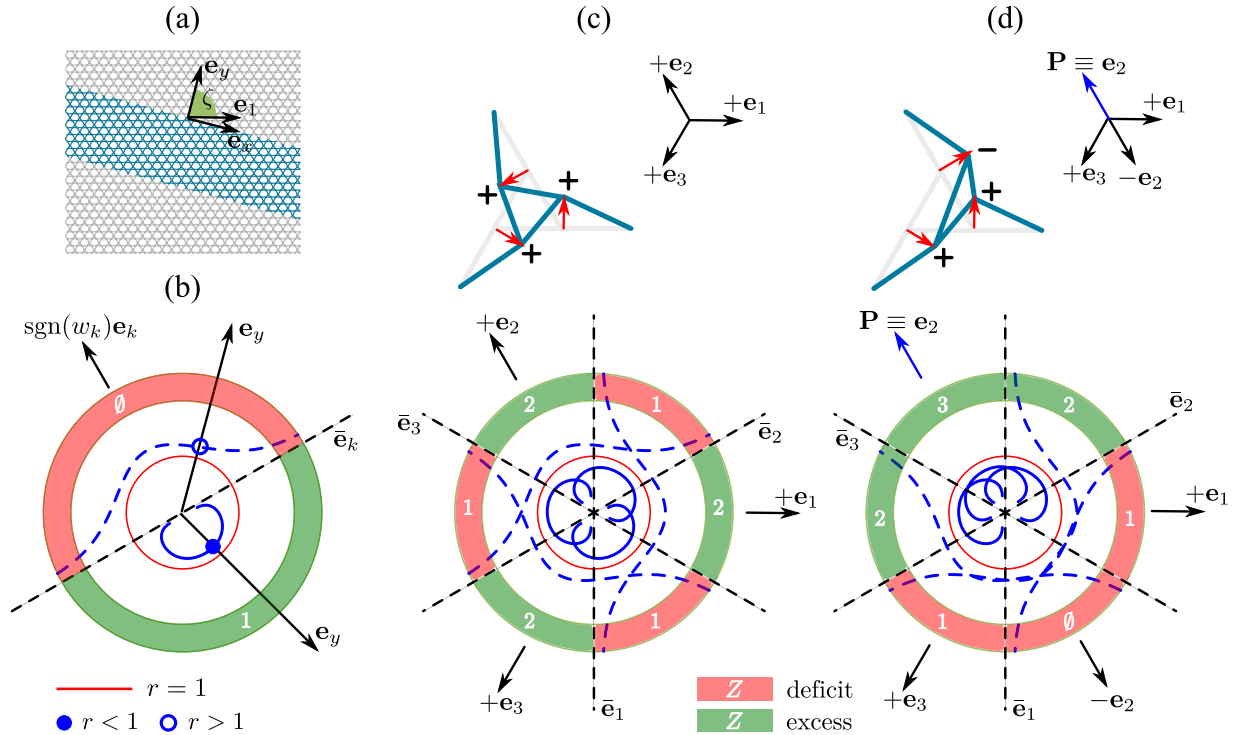 (a)
e_y
ζ
e_1
e_x
(b)
sgn(w_k)e_k
e_y
∅
ē_k
1
e_y
r = 1
r < 1
r > 1
(c)
+e_2
+e_1
+e_3
+
+
+
+e_2
2
1
ē_3
ē_2
1
2
+e_1
2
1
+e_3
ē_1
(d)
P ≡ e_2
+e_1
+e_3
−e_2
−
+
+
P ≡ e_2
3
2
ē_3
ē_2
2
1
+e_1
1
∅
+e_3
ē_1
−e_2
Z deficit
Z excess